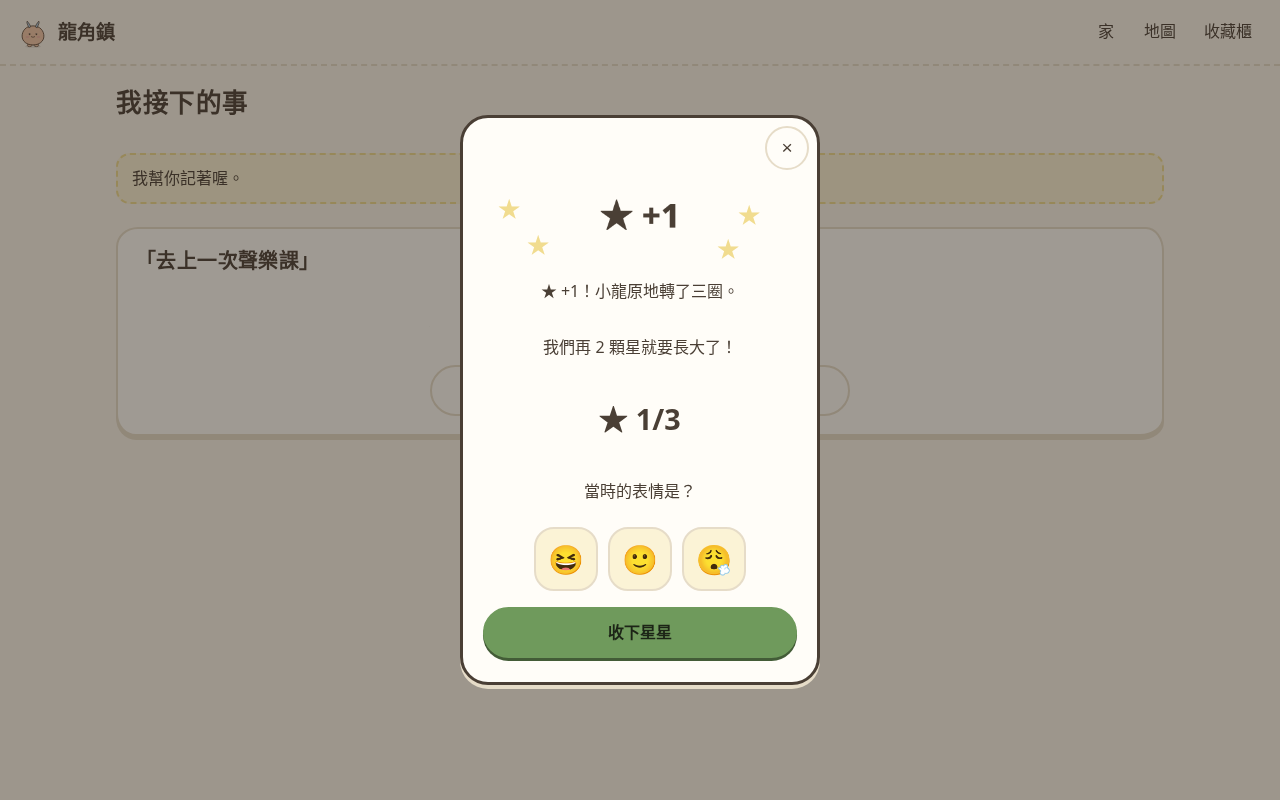 龍角鎮
家
地圖
收藏櫃
我接下的事
我幫你記著喔。
「去上一次聲樂課」
×
★ +1
★ +1！小龍原地轉了三圈。
我們再 2 顆星就要長大了！
★ 1/3
當時的表情是？
收下星星